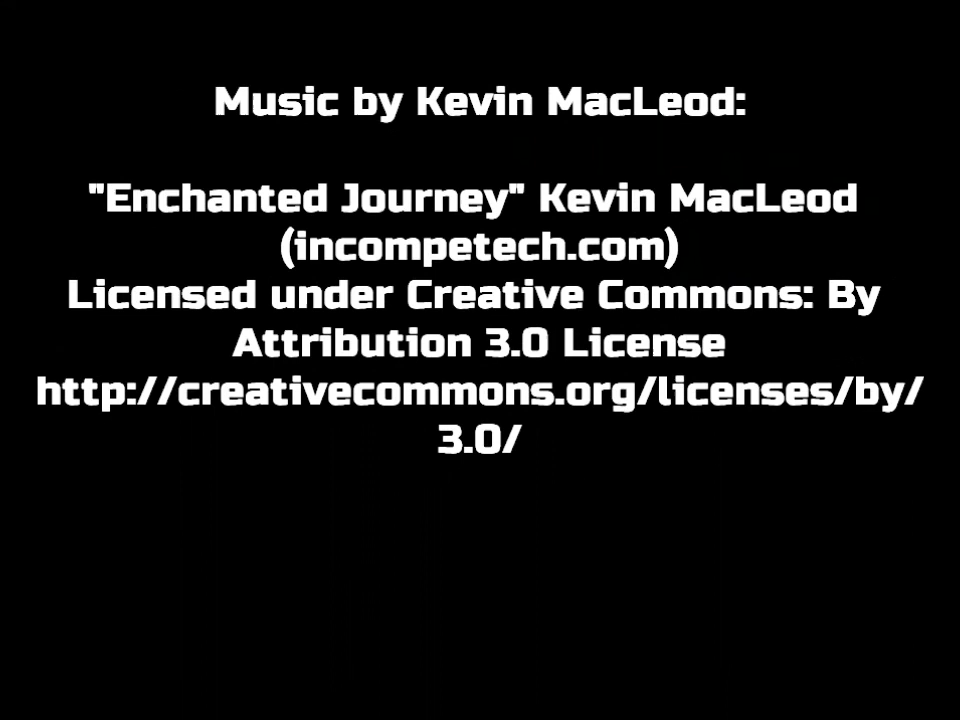 Music by Kevin MacLeod:
"Enchanted Journey" Kevin MacLeod
(incompetech.com)
Licensed under Creative Commons: By
Attribution 3.0 License
http://creativecommons.org/licenses/by/
3.0/